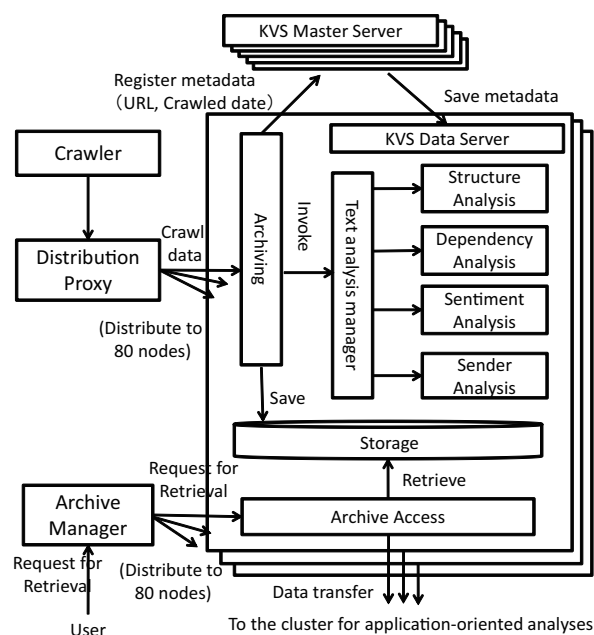 KVS Master Server
Register metadata
(URL, Crawled date)
Save metadata
KVS Data Server
Crawler
Structure
Analysis
Archiving
Invoke
Text analysis manager
Crawl
data
Distribution
Proxy
Dependency
Analysis
(Distribute to
80 nodes)
Sentiment
Analysis
Sender
Analysis
Save
Storage
Request for
Retrieval
Retrieve
Archive
Manager
Archive Access
Request for
Retrieval
(Distribute to
80 nodes)
Data transfer
User
To the cluster for application-oriented analyses